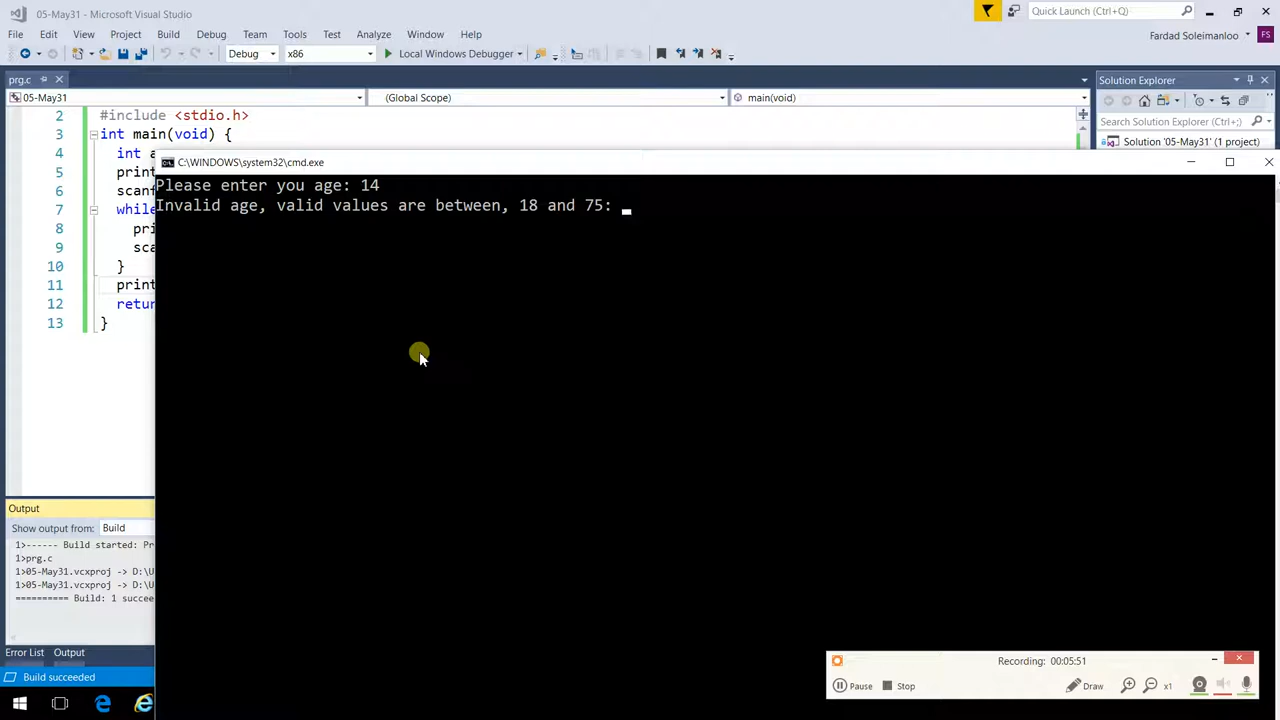 05-May31 - Microsoft Visual Studio
Quick Launch (Ctrl+Q)
File Edit View Project Build Debug Team Tools Test Analyze Window Help
Fardad Soleimanloo FS
Debug x86 Local Windows Debugger
prg.c
Solution Explorer
05-May31 (Global Scope) main(void)
Search Solution Explorer (Ctrl+;)
Solution '05-May31' (1 project)
2 #include <stdio.h>
3 int main(void) {
4 int a
5 print
6 scanf
7 while
8 pri
9 sca
10 }
11 print
12 retur
13 }
C:\WINDOWS\system32\cmd.exe
Please enter you age: 14
Invalid age, valid values are between, 18 and 75:
Output
Show output from: Build
1>------ Build started: Pr
1>prg.c
1>05-May31.vcxproj -> D:\U
1>05-May31.vcxproj -> D:\U
========== Build: 1 succee
Error List Output
Build succeeded
Recording: 00:05:51
Pause Stop Draw x1